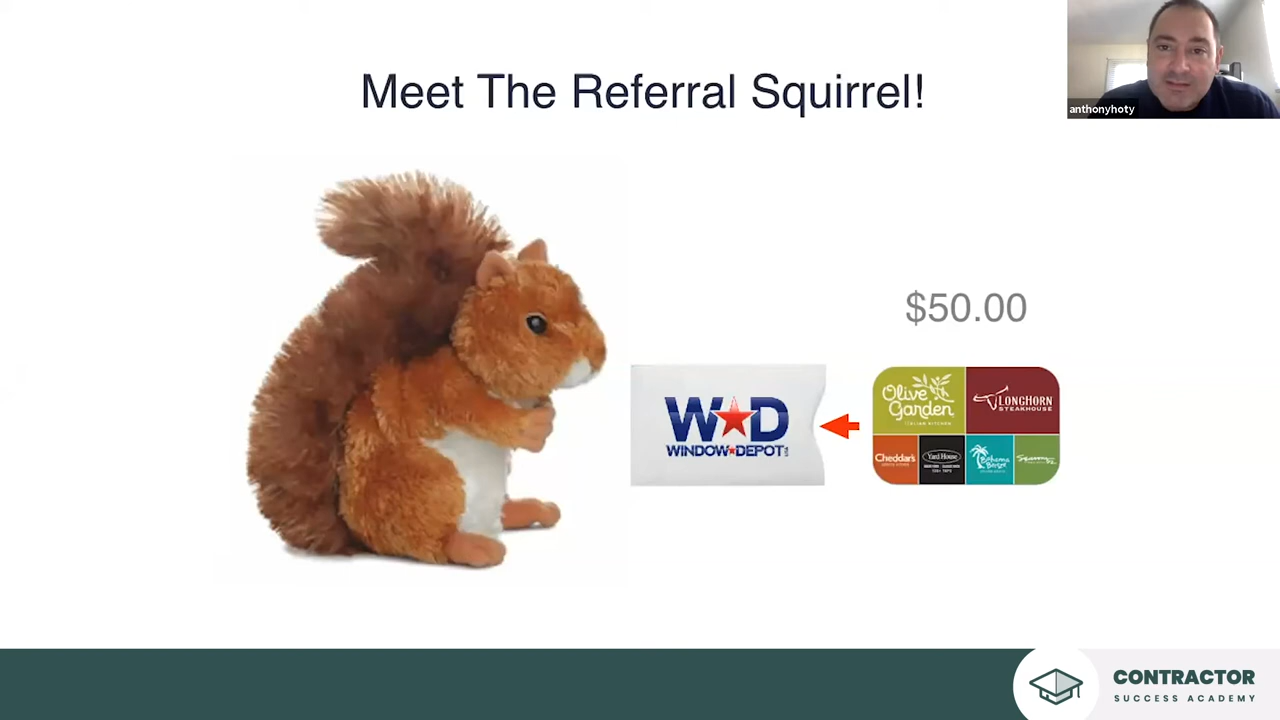 Meet The Referral Squirrel!
anthonyhoty
$50.00
W D
WINDOW DEPOT
Olive
Garden
ITALIAN KITCHEN
LONGHORN
STEAKHOUSE
Cheddar's
Yard House
Bahama
Breeze
CONTRACTOR
SUCCESS ACADEMY